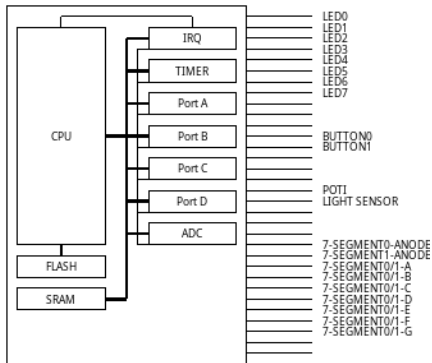 IRQ
TIMER
Port A
CPU
Port B
Port C
Port D
ADC
FLASH
SRAM
LED0
LED1
LED2
LED3
LED4
LED5
LED6
LED7
BUTTON0
BUTTON1
POTI
LIGHT SENSOR
7-SEGMENT0-ANODE
7-SEGMENT1-ANODE
7-SEGMENT0/1-A
7-SEGMENT0/1-B
7-SEGMENT0/1-C
7-SEGMENT0/1-D
7-SEGMENT0/1-E
7-SEGMENT0/1-F
7-SEGMENT0/1-G